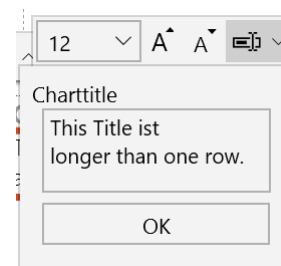 12 A A
Charttitle
This Title ist
longer than one row.
OK